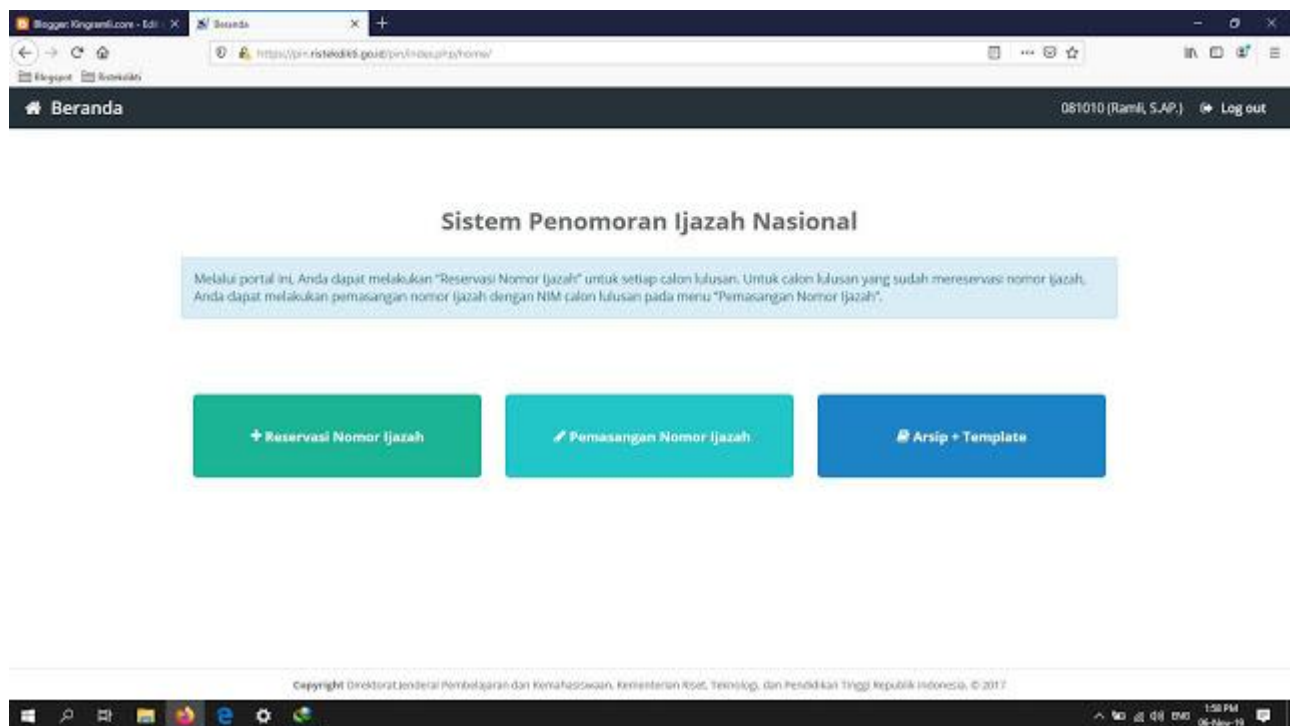 Blogger: Kingramli.com - Edi
Beranda
https://pin.ristekdikti.go.id/pin/index.php/home/
Blogspot
Ristekdikti
Beranda
081010 (Ramli, S.AP.)
Log out
Sistem Penomoran Ijazah Nasional
Melalui portal ini, Anda dapat melakukan "Reservasi Nomor Ijazah" untuk setiap calon lulusan. Untuk calon lulusan yang sudah mereservasi nomor ijazah,
Anda dapat melakukan pemasangan nomor ijazah dengan NIM calon lulusan pada menu "Pemasangan Nomor Ijazah".
Reservasi Nomor Ijazah
Pemasangan Nomor Ijazah
Arsip + Template
Copyright Direktorat Jenderal Pembelajaran dan Kemahasiswaan, Kementerian Riset, Teknologi, dan Pendidikan Tinggi Republik Indonesia, © 2017
ENG
1:58 PM
06-Nov-19